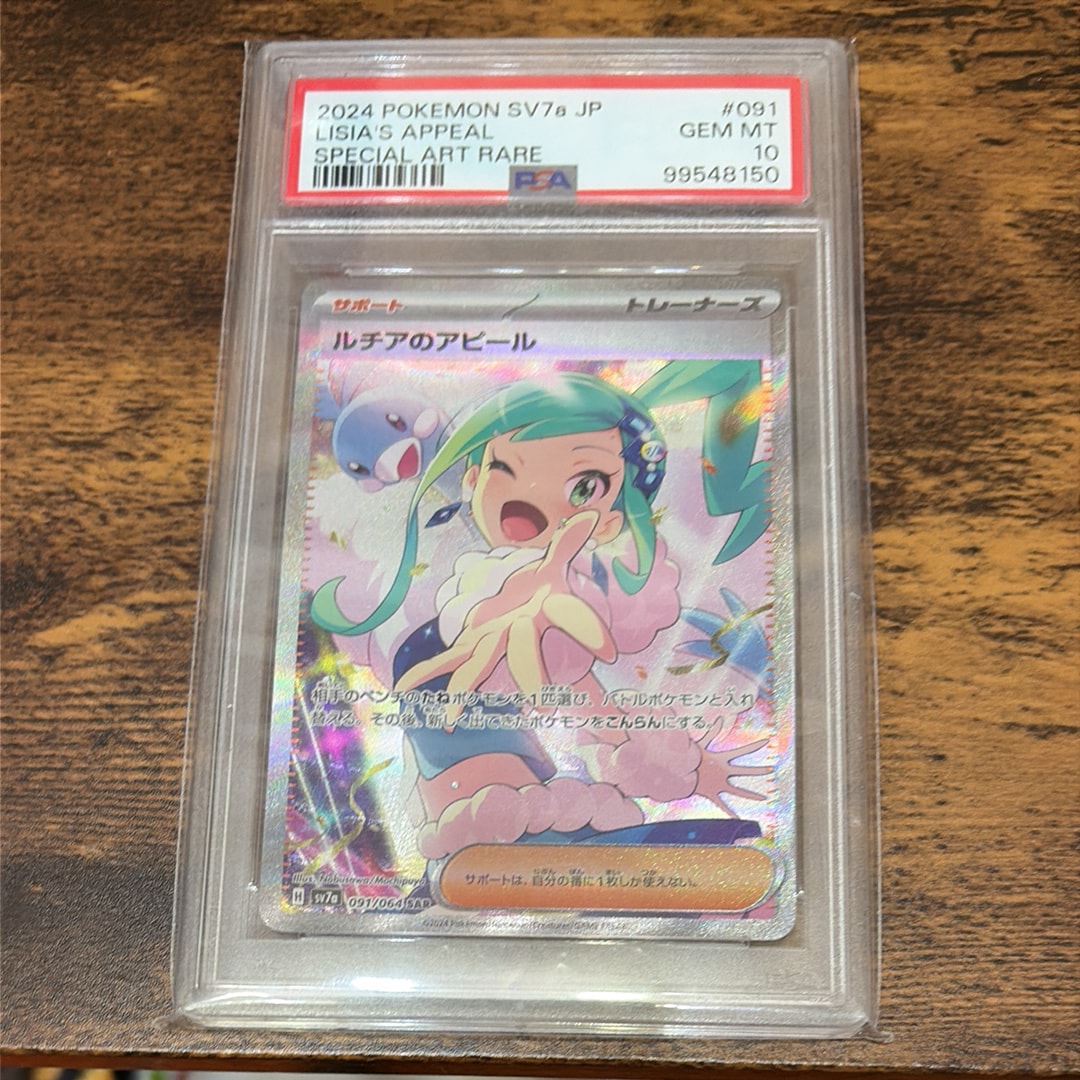 2024 POKEMON SV7a JP #091
LISIA'S APPEAL GEM MT
SPECIAL ART RARE 10
PSA 99548150
サポート トレーナーズ
ルチアのアピール
相手のベンチのたねポケモンを1匹選び、バトルポケモンと入れ
替える。その後、新しく出てきたポケモンをこんらんにする。
サポートは、自分の番に1枚しか使えない。
Illus. Nobusawa/Mochipuyo
H SV7a 091/064 SAR